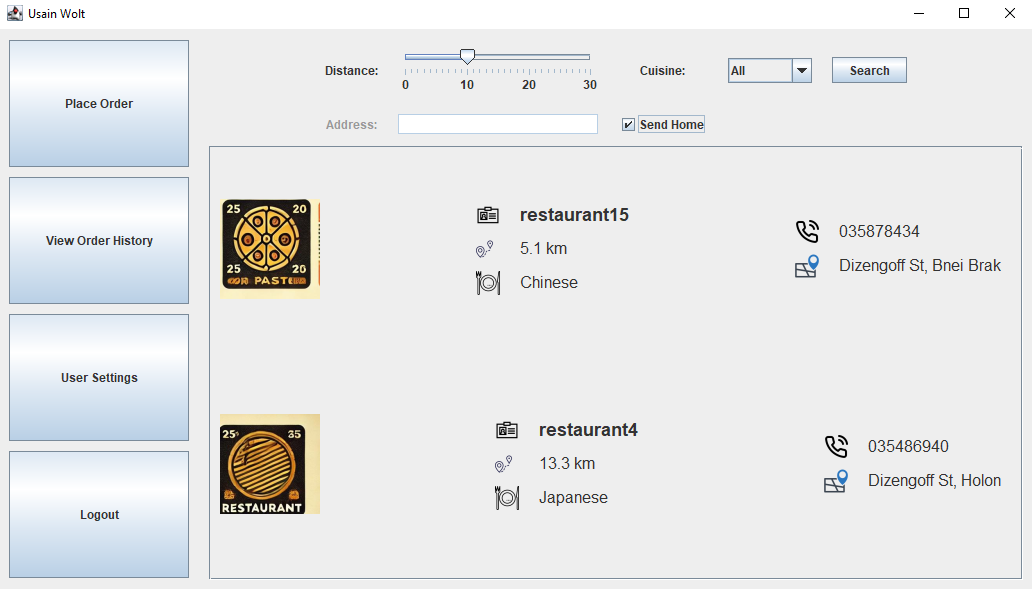 Usain Wolt
Place Order
View Order History
User Settings
Logout
Distance:
0 10 20 30
Cuisine:
All
Search
Address:
Send Home
25 20
25 20
restaurant15
5.1 km
Chinese
035878434
Dizengoff St, Bnei Brak
35
RESTAURANT
restaurant4
13.3 km
Japanese
035486940
Dizengoff St, Holon